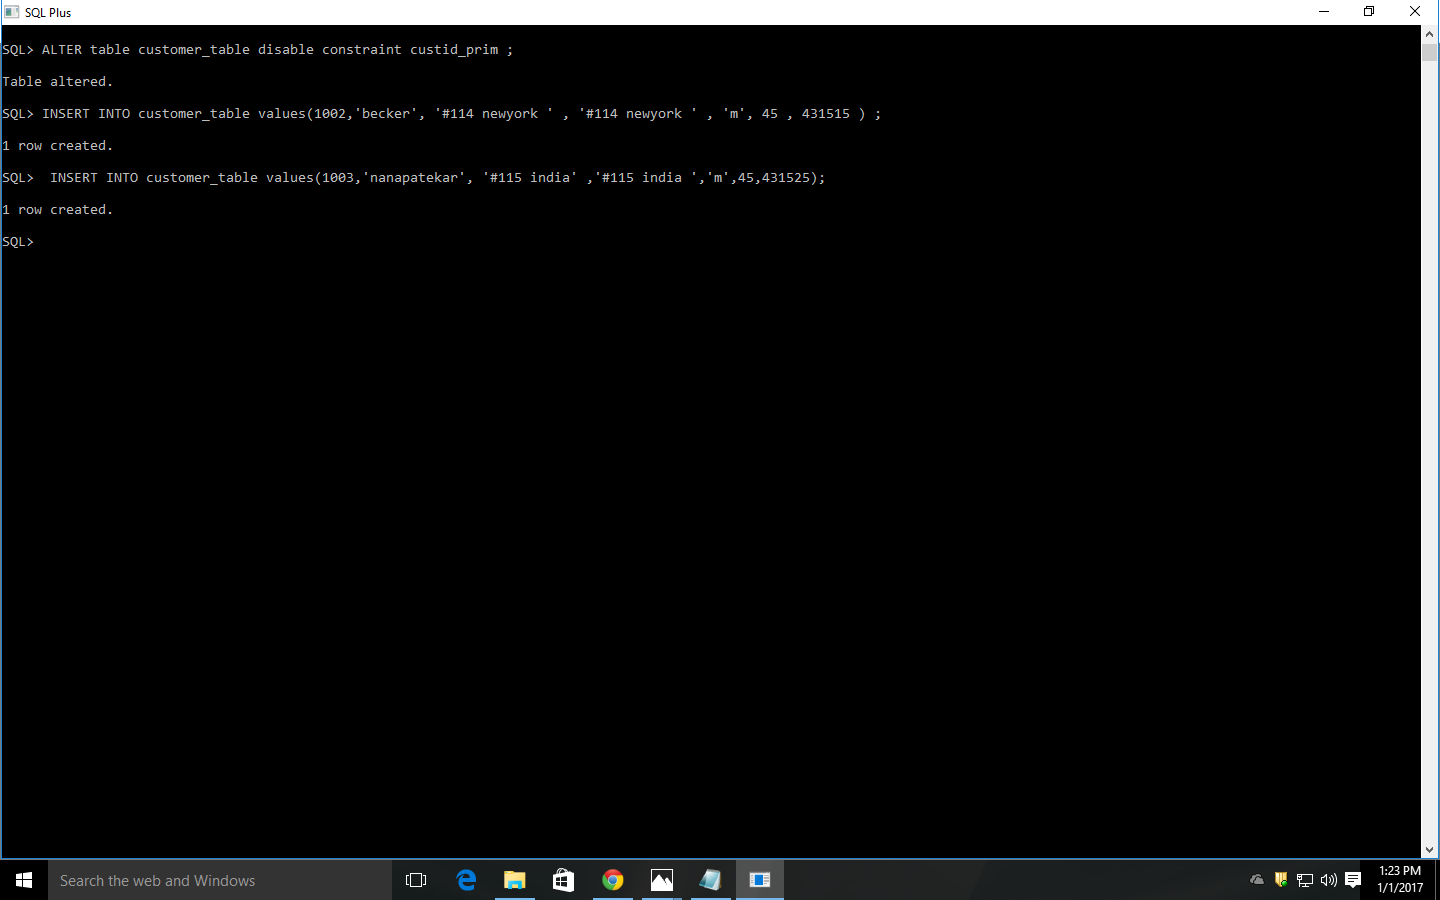 SQL Plus
SQL> ALTER table customer_table disable constraint custid_prim ;
Table altered.
SQL> INSERT INTO customer_table values(1002,'becker', '#114 newyork ' , '#114 newyork ' , 'm', 45 , 431515 ) ;
1 row created.
SQL>  INSERT INTO customer_table values(1003,'nanapatekar', '#115 india' ,'#115 india ','m',45,431525);
1 row created.
SQL>
Search the web and Windows
1:23 PM
1/1/2017